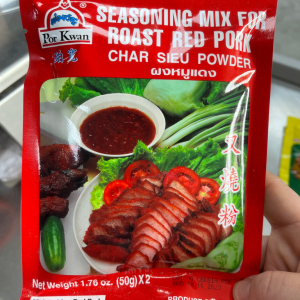 SEASONING MIX FOR
Por Kwan
ROAST RED PORK
CHAR SIEU POWDER
ผงหมูแดง
叉燒粉
Net Weight 1.76 oz. (50g) X 2